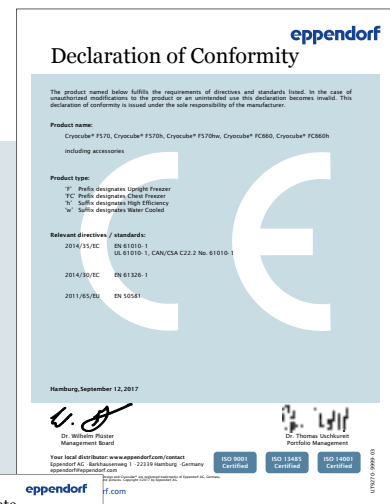 eppendorf
Declaration of Conformity
The product named below fulfills the requirements of directives and standards listed. In the case of
unauthorized modifications to the product or an unintended use this declaration becomes invalid. This
declaration of conformity is issued under the sole responsibility of the manufacturer.
Product name:
Cryocube® F570, Cryocube® F570h, Cryocube® F570hw, Cryocube® FC660, Cryocube® FC660h
including accessories
Product type:
'F' Prefix designates Upright Freezer
'FC' Prefix designates Chest Freezer
'h' Suffix designates High Efficiency
'w' Suffix designates Water Cooled
Relevant directives / standards:
2014/35/EC EN 61010-1
UL 61010-1, CAN/CSA C22.2 No. 61010-1
2014/30/EC EN 61326-1
2011/65/EU EN 50581
CE
Hamburg, September 12, 2017
Dr. Wilhelm Plüster
Management Board
Dr. Thomas Uschkureit
Portfolio Management
Your local distributor: www.eppendorf.com/contact
Eppendorf AG · Barkhausenweg 1 · 22339 Hamburg · Germany
eppendorf@eppendorf.com
ISO 9001
Certified
ISO 13485
Certified
ISO 14001
Certified
eppendorf
rf.com